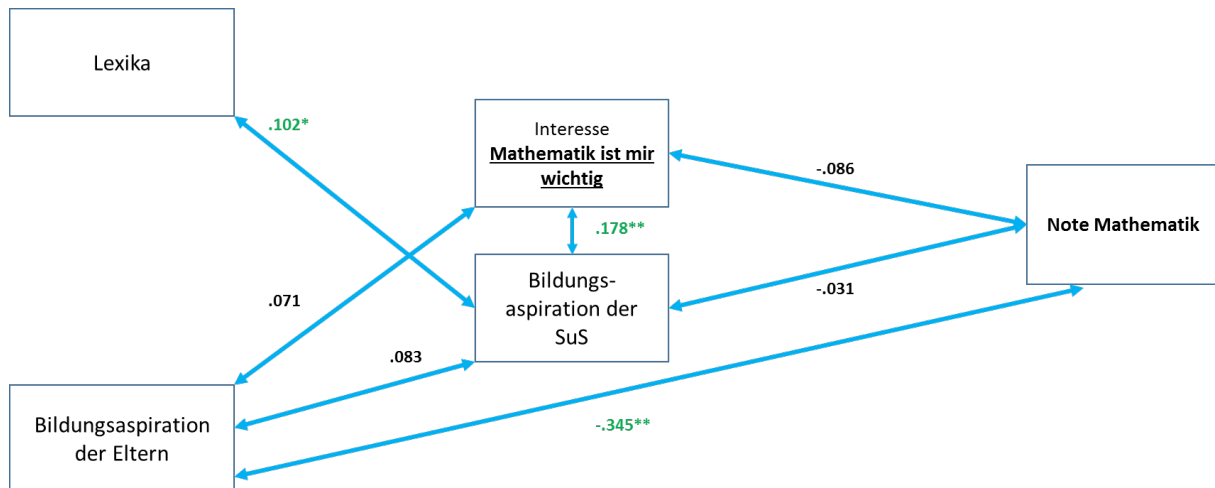 Lexika
.102*
Interesse
Mathematik ist mir
wichtig
-.086
Note Mathematik
.178**
Bildungs-
aspiration der
SuS
-.031
.071
.083
Bildungsaspiration
der Eltern
-.345**